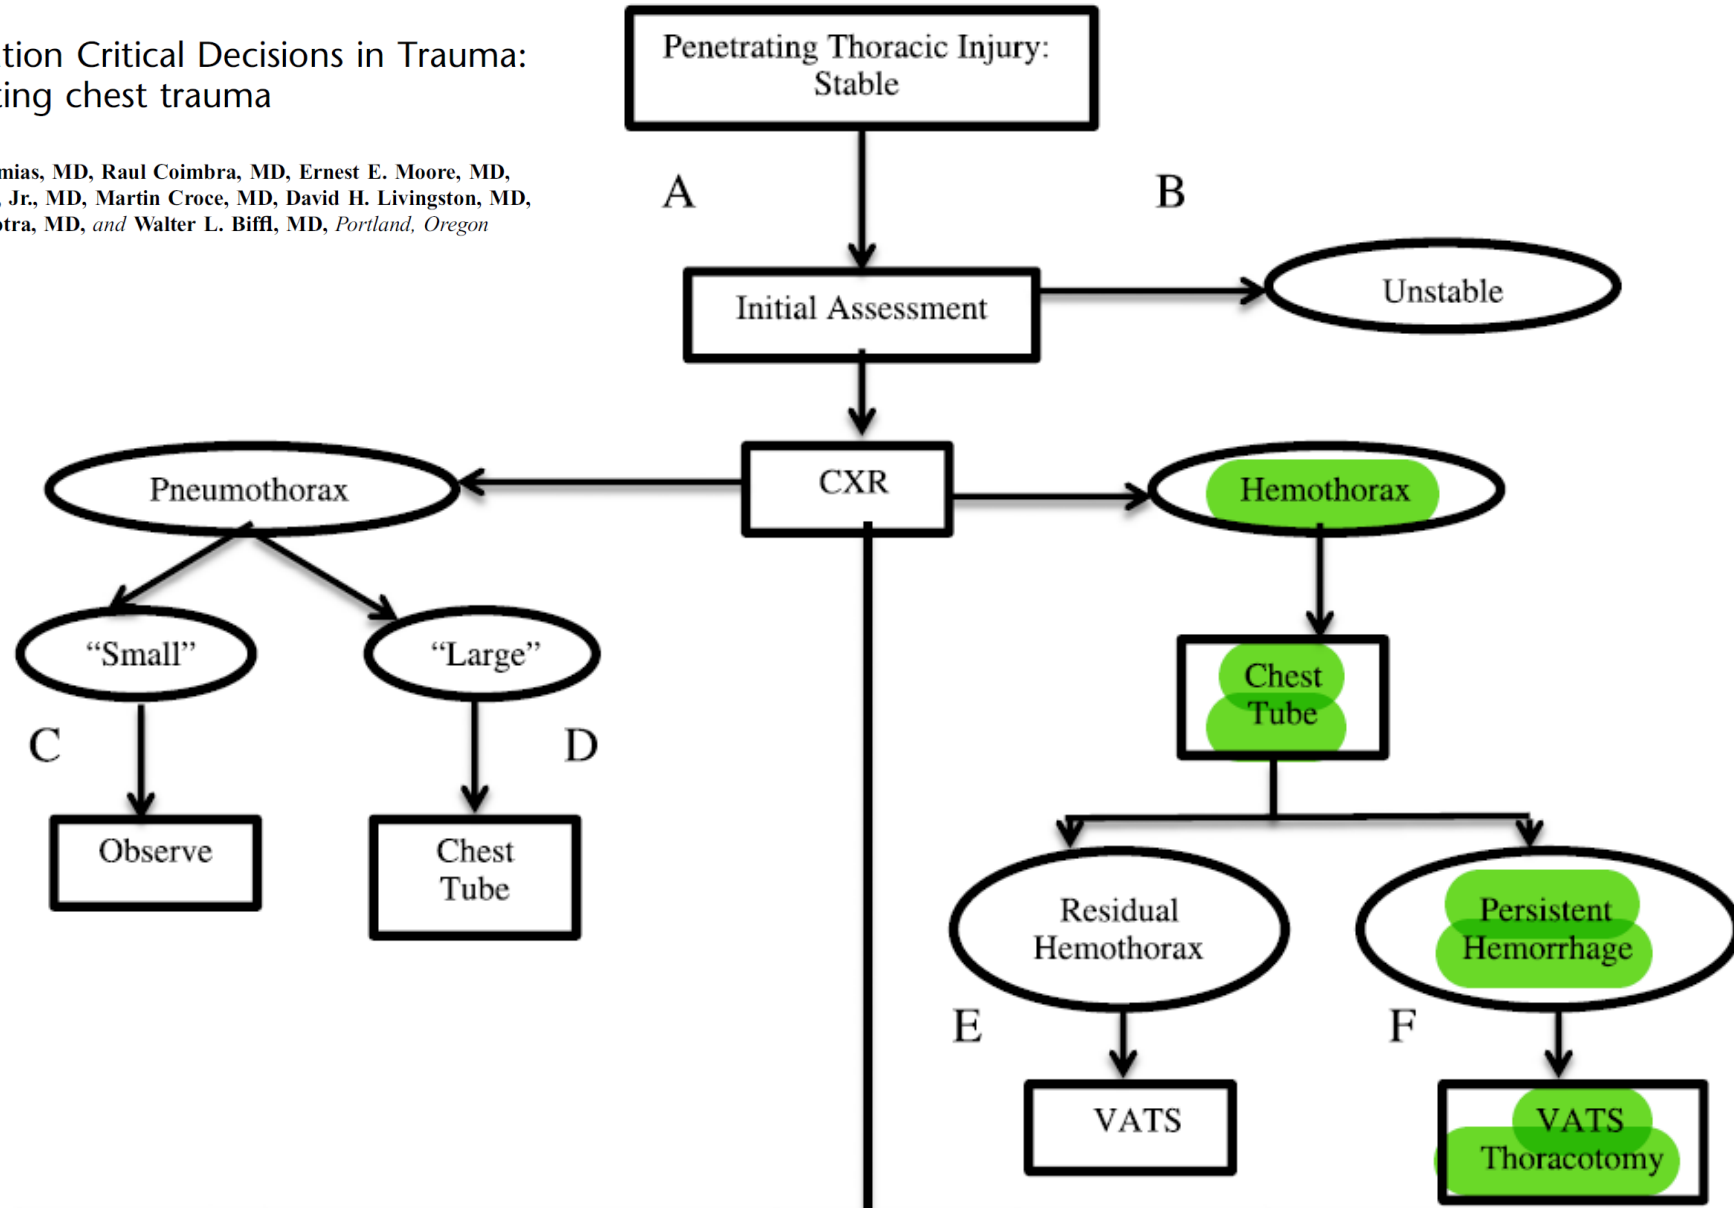 tion Critical Decisions in Trauma:
ting chest trauma
mias, MD, Raul Coimbra, MD, Ernest E. Moore, MD,
, Jr., MD, Martin Croce, MD, David H. Livingston, MD,
otra, MD, and Walter L. Biffl, MD, Portland, Oregon
Penetrating Thoracic Injury:
Stable
A
B
Initial Assessment
Unstable
Pneumothorax
CXR
Hemothorax
“Small”
“Large”
Chest
Tube
C
D
Observe
Chest
Tube
Residual
Hemothorax
Persistent
Hemorrhage
E
F
VATS
VATS
Thoracotomy